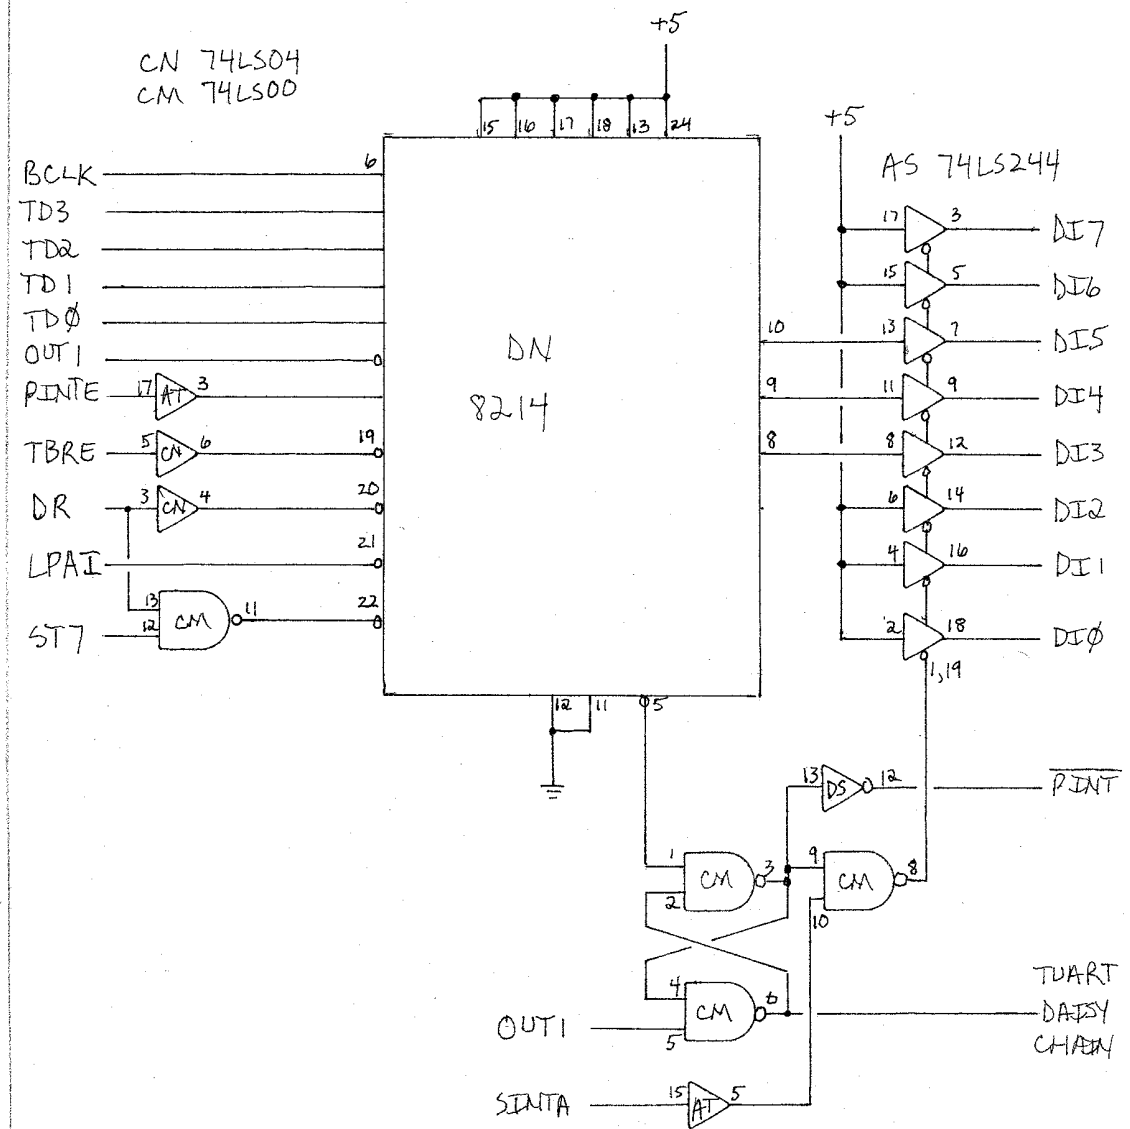 +5
CN 74LS04
CM 74LS00
15 16 17 18 13 24
+5
AS 74LS244
BCLK 6
TD3
TD2
TD1
TDØ
OUT1
PINTE 17 AT 3
TBRE 5 CN 6 19
DR 3 CN 4 20
LPAI 21
13 CM 11 22
ST7 12
DN
8214
10
9
8
17 3 DI7
15 5 DI6
13 7 DI5
11 9 DI4
8 12 DI3
6 14 DI2
4 16 DI1
2 18 DIØ
1,19
12 11 5
13 DS 12 PINT
1 CM 3
2
9 CM 8
10
4 CM 6
OUT1 5
TUART
DAISY
CHAIN
SINTA 15 AT 5